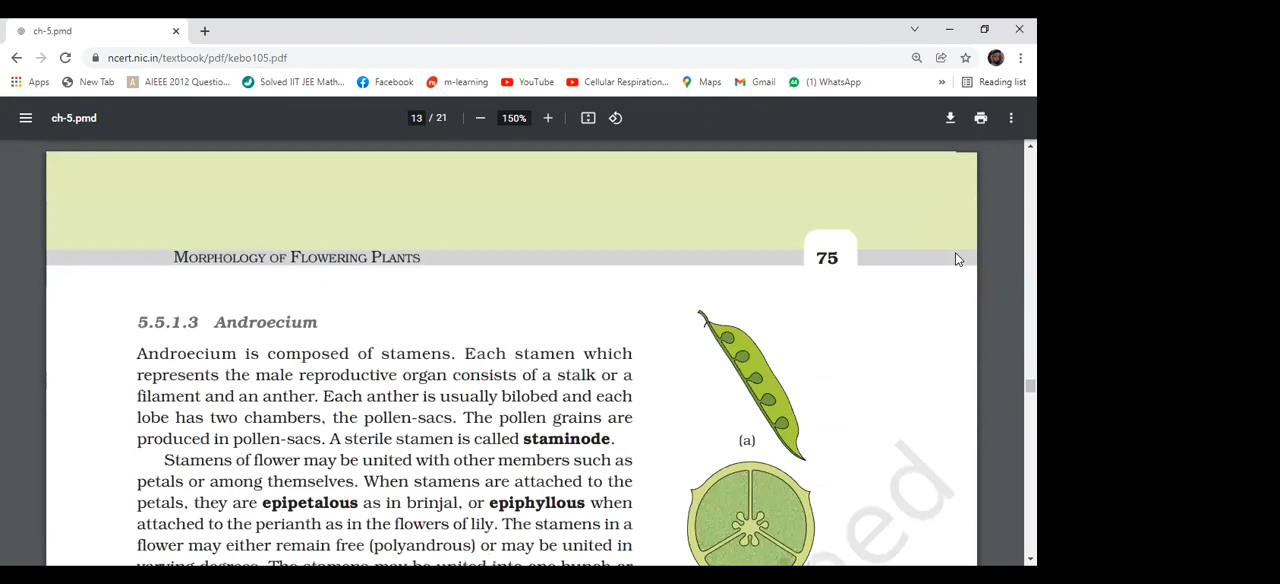 ch-5.pmd
ncert.nic.in/textbook/pdf/kebo105.pdf
Apps New Tab AIEEE 2012 Questio... Solved IIT JEE Math... Facebook m-learning YouTube Cellular Respiration... Maps Gmail (1) WhatsApp » Reading list
ch-5.pmd 13 / 21 150%
MORPHOLOGY OF FLOWERING PLANTS 75
5.5.1.3 Androecium
Androecium is composed of stamens. Each stamen which
represents the male reproductive organ consists of a stalk or a
filament and an anther. Each anther is usually bilobed and each
lobe has two chambers, the pollen-sacs. The pollen grains are
produced in pollen-sacs. A sterile stamen is called staminode.
Stamens of flower may be united with other members such as
petals or among themselves. When stamens are attached to the
petals, they are epipetalous as in brinjal, or epiphyllous when
attached to the perianth as in the flowers of lily. The stamens in a
flower may either remain free (polyandrous) or may be united in
varying degrees. The stamens may be united into one bunch or
(a)
ed